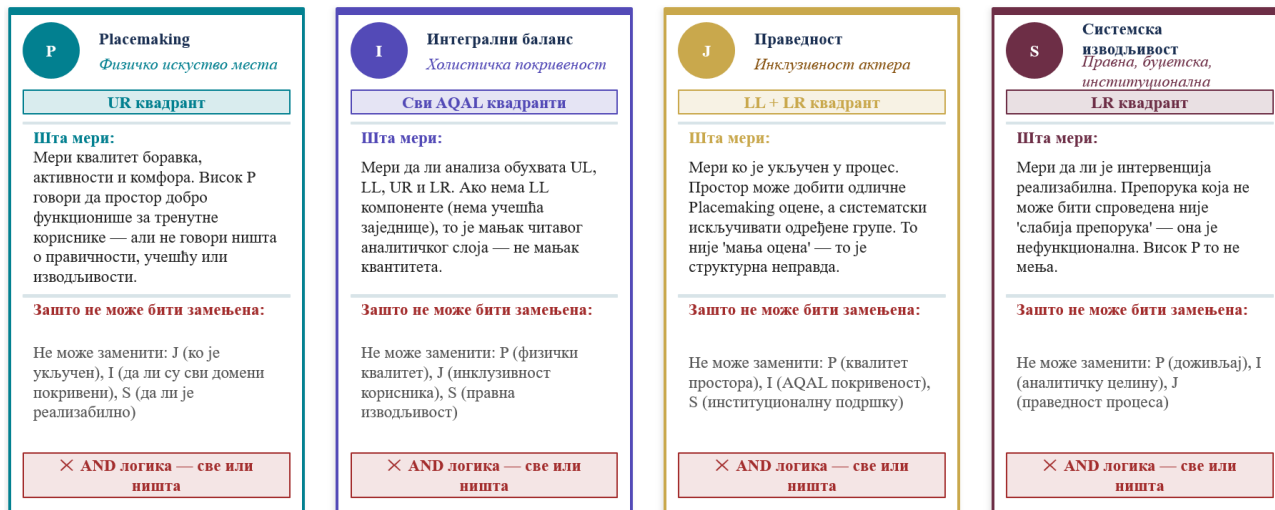 P
Placemaking
Физичко искуство места
UR квадрант
Шта мери:
Мери квалитет боравка,
активности и комфора. Висок P
говори да простор добро
функционише за тренутне
кориснике — али не говори ништа
о правичности, учешћу или
изводљивости.
Зашто не може бити замењена:
Не може заменити: J (ко је
укључен), I (да ли су сви домени
покривени), S (да ли је
реализабилно)
✕ AND логика — све или
ништа
I
Интегрални баланс
Холистичка покривеност
Сви AQAL квадранти
Шта мери:
Мери да ли анализа обухвата UL,
LL, UR и LR. Ако нема LL
компоненте (нема учешћа
заједнице), то је мањак читавог
аналитичког слоја — не мањак
квантитета.
Зашто не може бити замењена:
Не може заменити: P (физички
квалитет), J (инклузивност
корисника), S (правна
изводљивост)
✕ AND логика — све или
ништа
J
Праведност
Инклузивност актера
LL + LR квадрант
Шта мери:
Мери ко је укључен у процес.
Простор може добити одличне
Placemaking оцене, а систематски
искључивати одређене групе. То
није 'мања оцена' — то је
структурна неправда.
Зашто не може бити замењена:
Не може заменити: P (квалитет
простора), I (AQAL покривеност),
S (институционалну подршку)
✕ AND логика — све или
ништа
S
Системска
изводљивост
Правна, буџетска,
институционална
LR квадрант
Шта мери:
Мери да ли је интервенција
реализабилна. Препорука која не
може бити спроведена није
'слабија препорука' — она је
нефункционална. Висок P то не
мења.
Зашто не може бити замењена:
Не може заменити: P (доживљај), I
(аналитичку целину), J
(праведност процеса)
✕ AND логика — све или
ништа